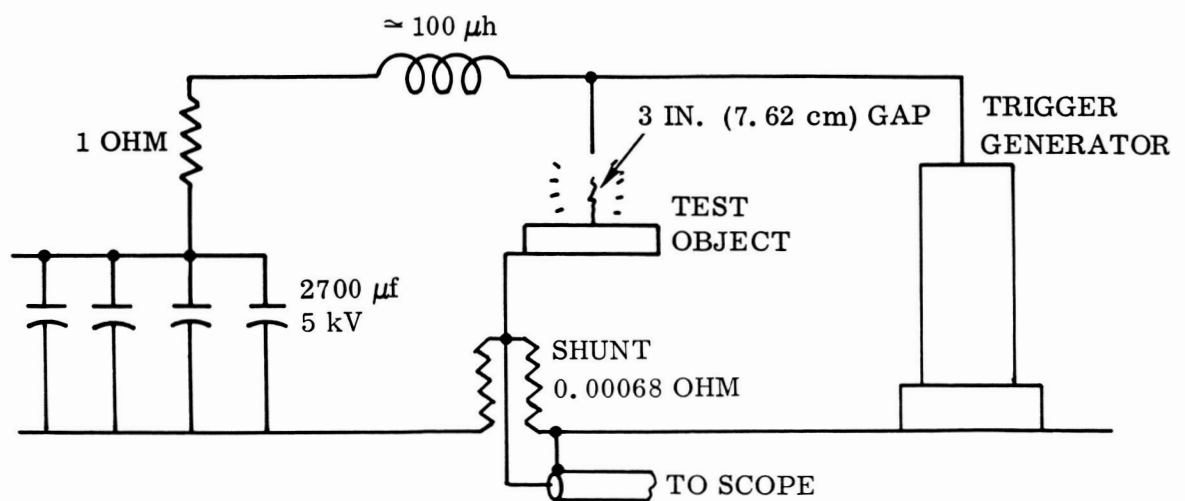 ≃ 100 μh
1 OHM
3 IN. (7.62 cm) GAP
TRIGGER
GENERATOR
TEST
OBJECT
2700 μf
5 kV
SHUNT
0.00068 OHM
TO SCOPE